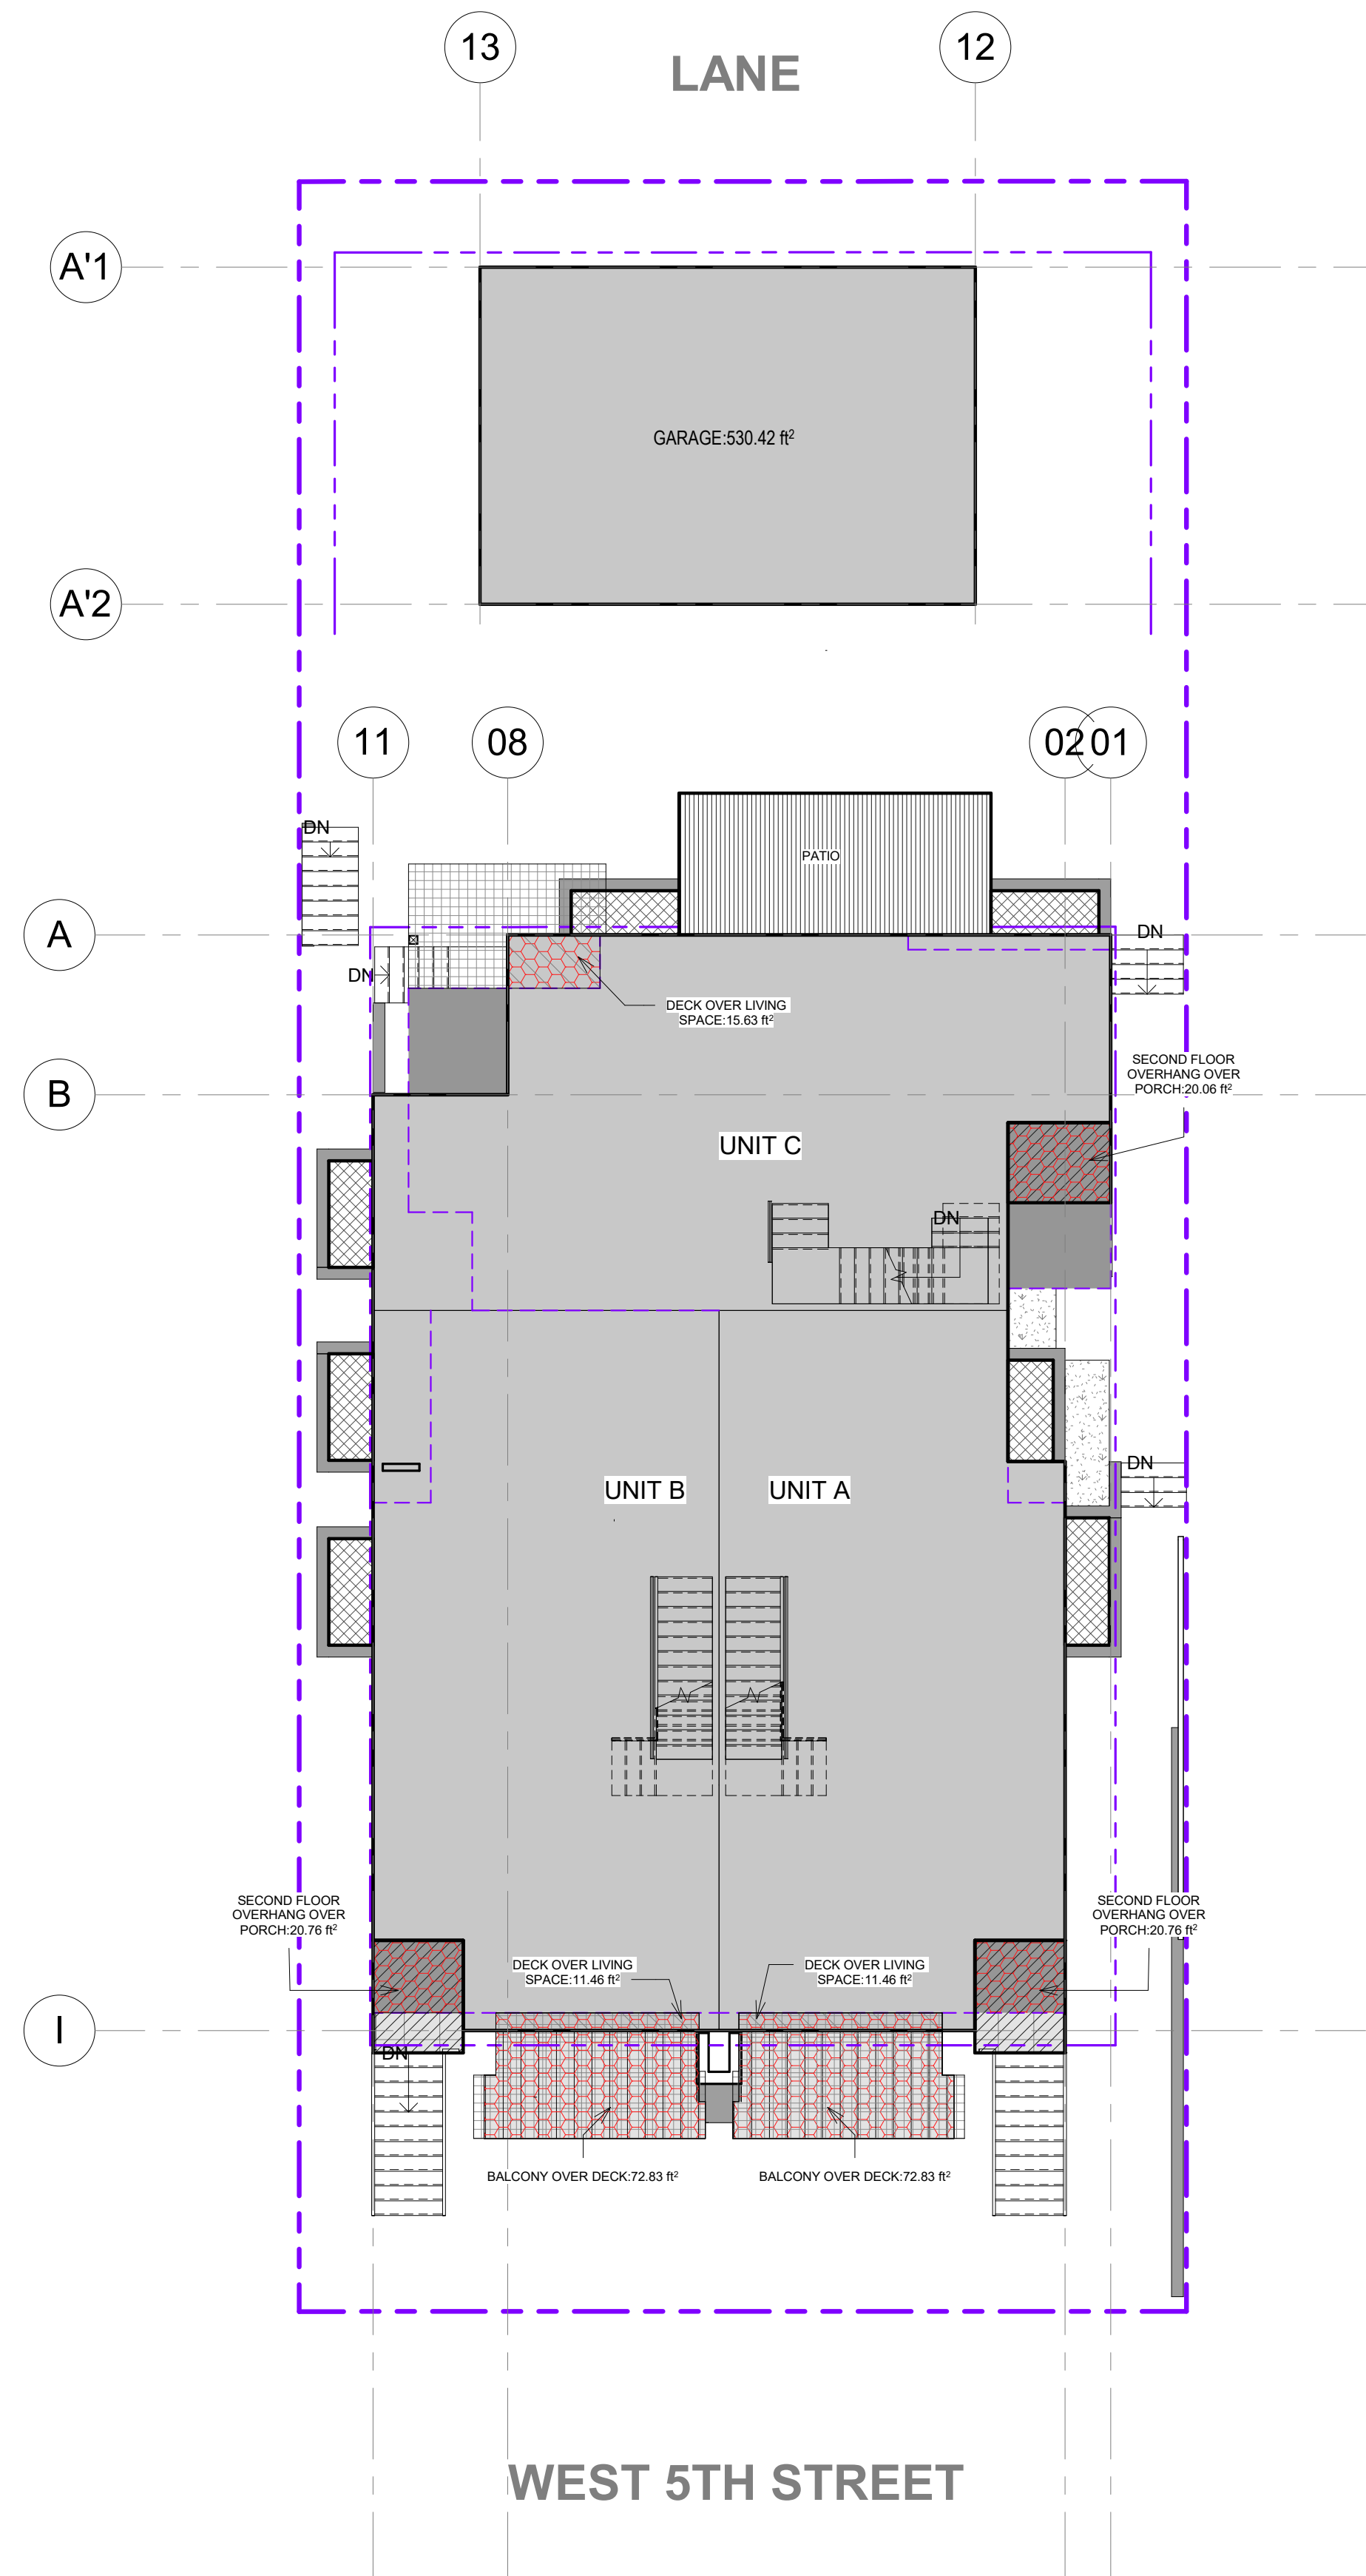 13
12
LANE
A'1
GARAGE:530.42 ft²
A'2
11
08
02
01
DN
PATIO
A
DN
DN
DECK OVER LIVING
SPACE:15.63 ft²
SECOND FLOOR
OVERHANG OVER
PORCH:20.06 ft²
B
UNIT C
DN
DN
UNIT B
UNIT A
SECOND FLOOR
OVERHANG OVER
PORCH:20.76 ft²
SECOND FLOOR
OVERHANG OVER
PORCH:20.76 ft²
DECK OVER LIVING
SPACE:11.46 ft²
DECK OVER LIVING
SPACE:11.46 ft²
I
DN
BALCONY OVER DECK:72.83 ft²
BALCONY OVER DECK:72.83 ft²
WEST 5TH STREET